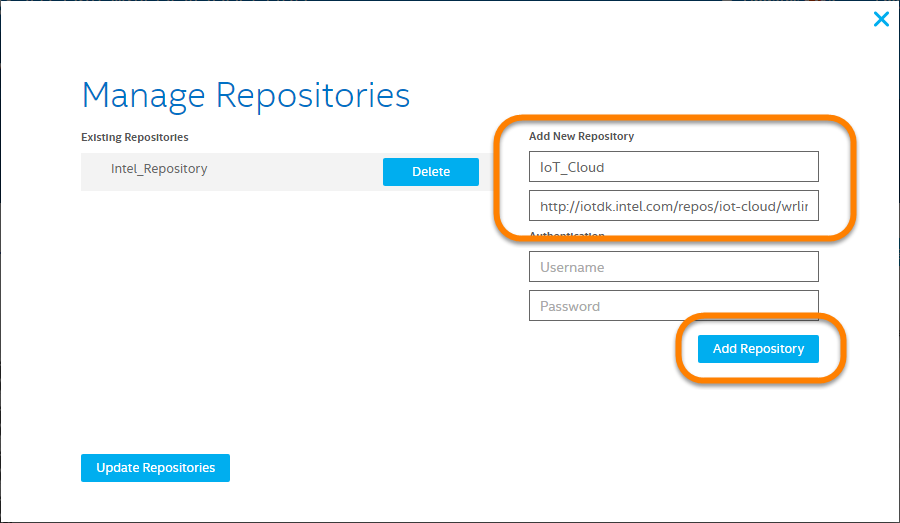 Manage Repositories
Existing Repositories
Intel_Repository
Delete
Add New Repository
IoT_Cloud
http://iotdk.intel.com/repos/iot-cloud/wrlin
Authentication
Username
Password
Add Repository
Update Repositories